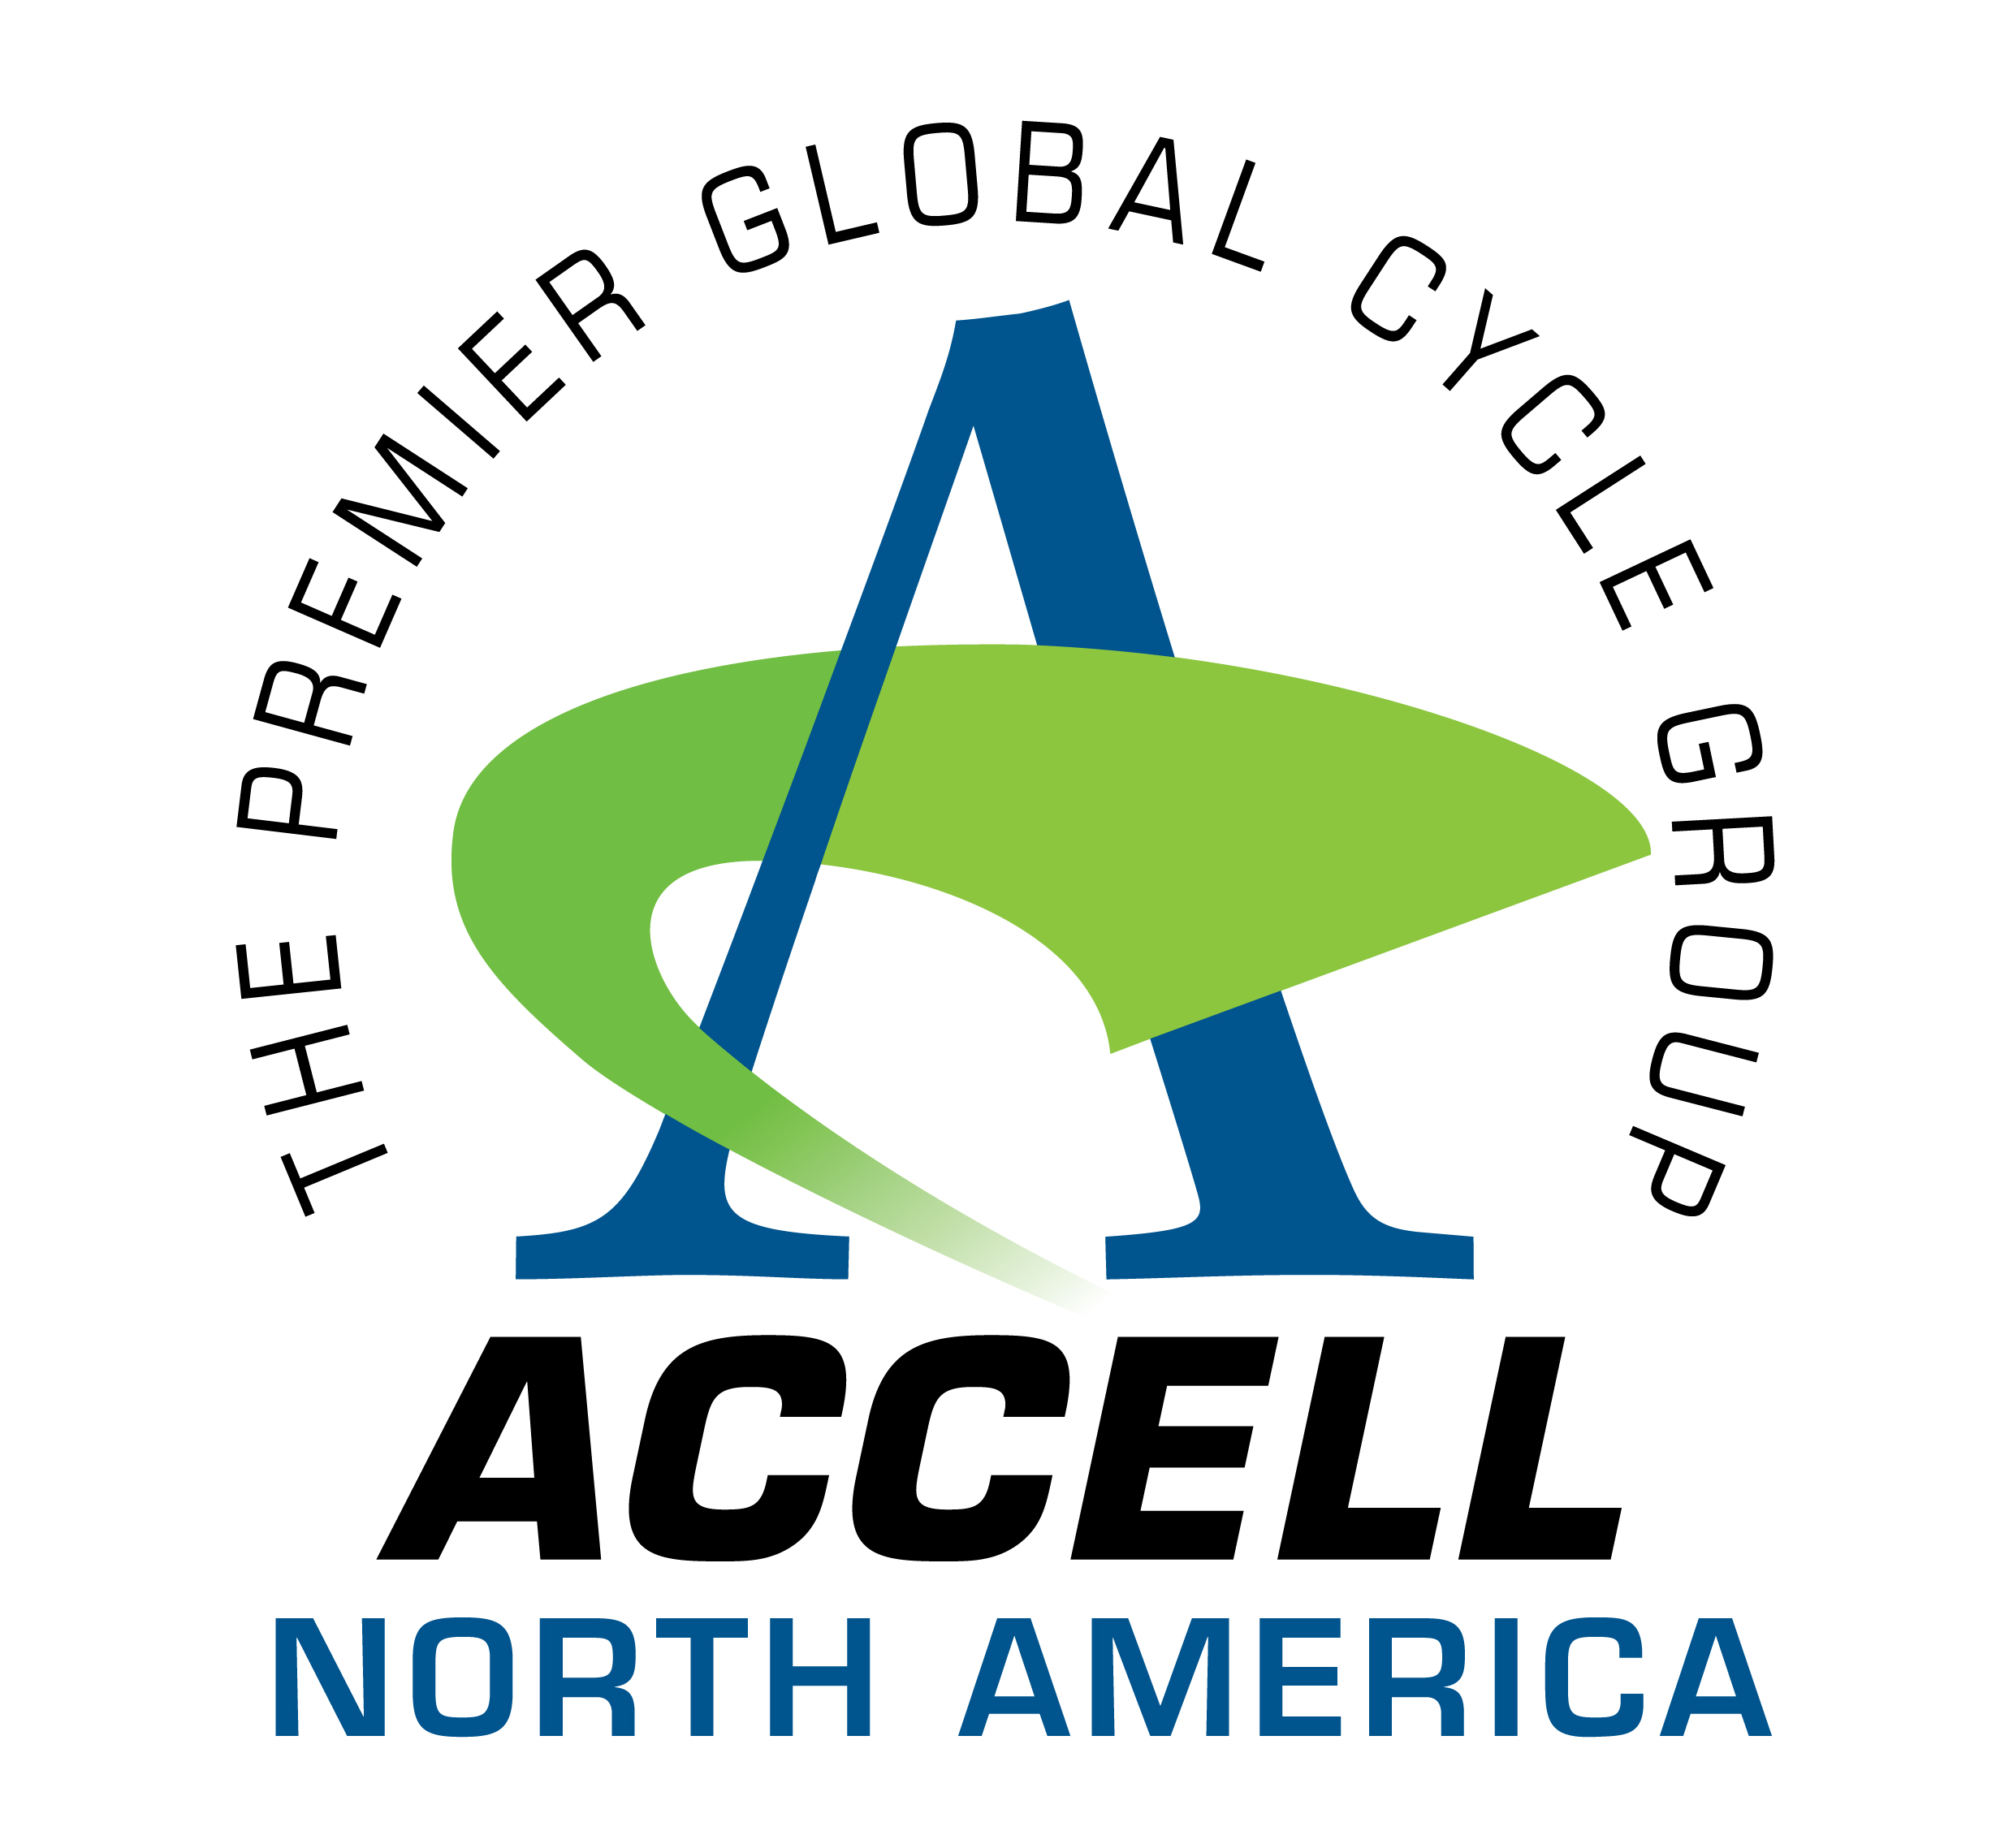 THE PREMIER GLOBAL CYCLE GROUP
A
ACCELL
NORTH AMERICA